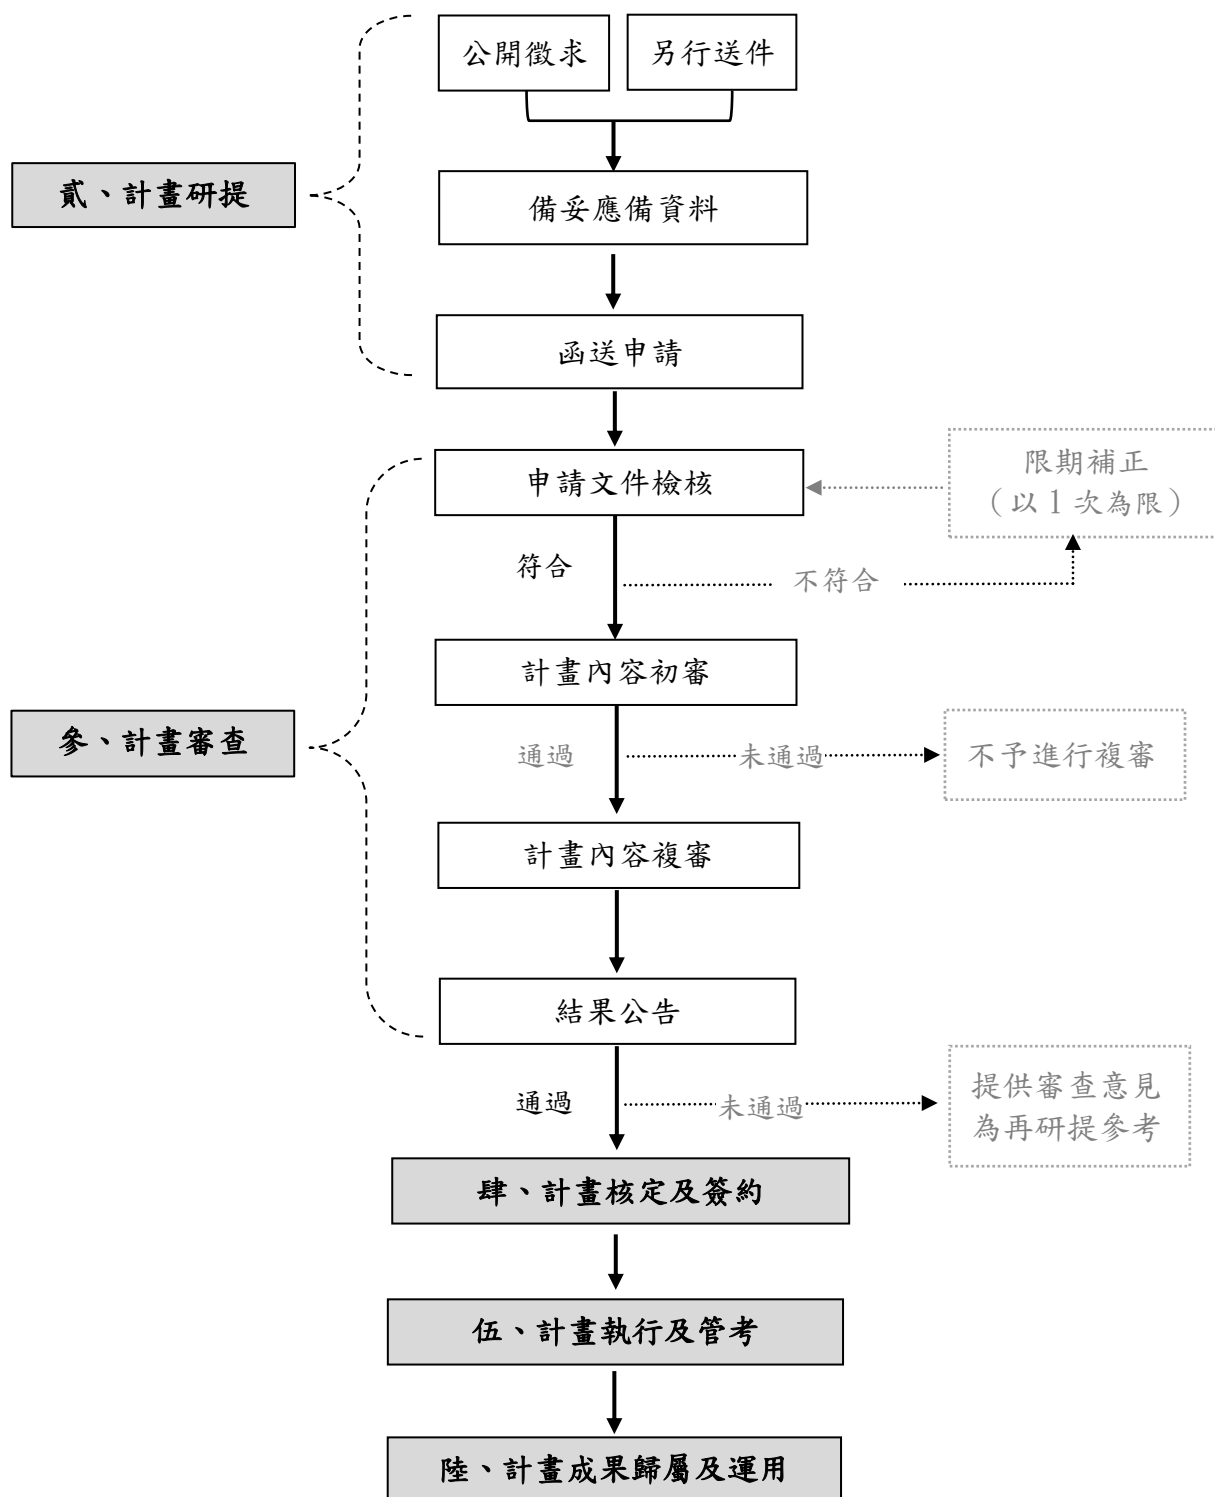 公開徵求
另行送件
貳、計畫研提
備妥應備資料
函送申請
申請文件檢核
限期補正
（以 1 次為限）
符合
不符合
計畫內容初審
參、計畫審查
通過
未通過
不予進行複審
計畫內容複審
結果公告
通過
未通過
提供審查意見
為再研提參考
肆、計畫核定及簽約
伍、計畫執行及管考
陸、計畫成果歸屬及運用